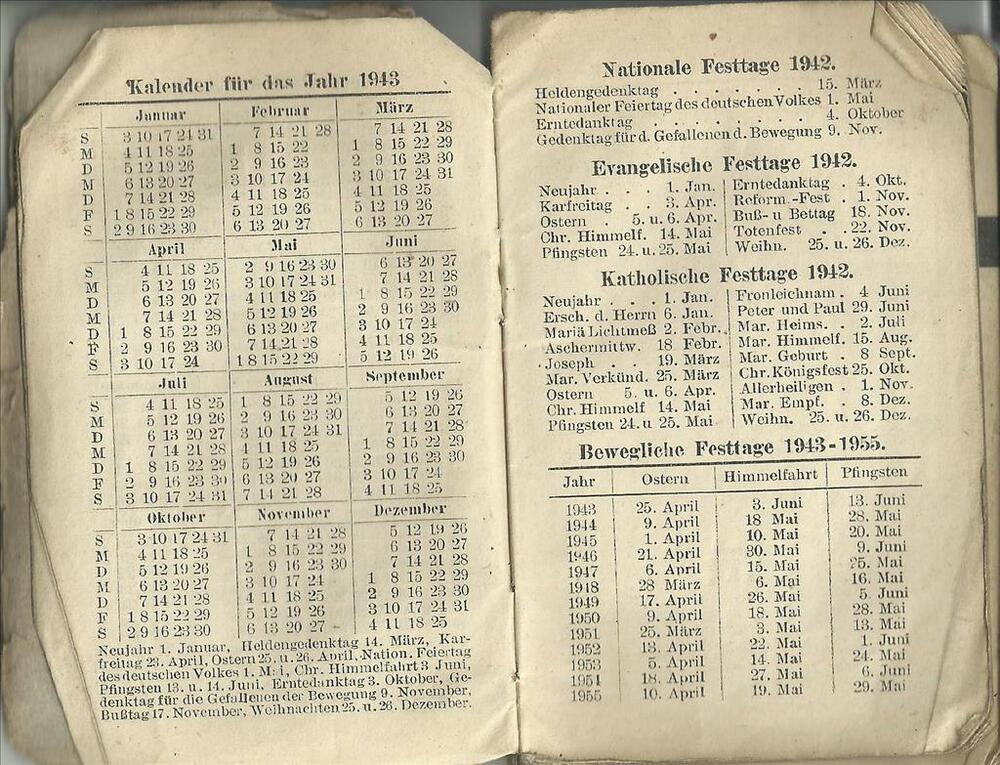 Kalender für das Jahr 1943
Januar Februar März
S 3 10 17 24 31 7 14 21 28 7 14 21 28
M 4 11 18 25 1 8 15 22 1 8 15 22 29
D 5 12 19 26 2 9 16 23 2 9 16 23 30
M 6 13 20 27 3 10 17 24 3 10 17 24 31
D 7 14 21 28 4 11 18 25 4 11 18 25
F 1 8 15 22 29 5 12 19 26 5 12 19 26
S 2 9 16 23 30 6 13 20 27 6 13 20 27
April Mai Juni
S 4 11 18 25 2 9 16 23 30 6 13 20 27
M 5 12 19 26 3 10 17 24 31 7 14 21 28
D 6 13 20 27 4 11 18 25 1 8 15 22 29
M 7 14 21 28 5 12 19 26 2 9 16 23 30
D 1 8 15 22 29 6 13 20 27 3 10 17 24
F 2 9 16 23 30 7 14 21 28 4 11 18 25
S 3 10 17 24 1 8 15 22 29 5 12 19 26
Juli August September
S 4 11 18 25 1 8 15 22 29 5 12 19 26
M 5 12 19 26 2 9 16 23 30 6 13 20 27
D 6 13 20 27 3 10 17 24 31 7 14 21 28
M 7 14 21 28 4 11 18 25 1 8 15 22 29
D 1 8 15 22 29 5 12 19 26 2 9 16 23 30
F 2 9 16 23 30 6 13 20 27 3 10 17 24
S 3 10 17 24 31 7 14 21 28 4 11 18 25
Oktober November Dezember
S 3 10 17 24 31 7 14 21 28 5 12 19 26
M 4 11 18 25 1 8 15 22 29 6 13 20 27
D 5 12 19 26 2 9 16 23 30 7 14 21 28
M 6 13 20 27 3 10 17 24 1 8 15 22 29
D 7 14 21 28 4 11 18 25 2 9 16 23 30
F 1 8 15 22 29 5 12 19 26 3 10 17 24 31
S 2 9 16 23 30 6 13 20 27 4 11 18 25
Neujahr 1. Januar, Heldengedenktag 14. März, Kar-
freitag 23. April, Ostern 25. u. 26. April. Nation. Feiertag
des deutschen Volkes 1. Mai, Chr. Himmelfahrt 3 Juni,
Pfingsten 13. u. 14. Juni, Erntedanktag 3. Oktober, Ge-
denktag für die Gefallenen der Bewegung 9. November,
Bußtag 17. November, Weihnachten 25. u. 26. Dezember.
Nationale Festtage 1942.
Heldengedenktag . . . . . . . 15. März
Nationaler Feiertag des deutschen Volkes 1. Mai
Erntedanktag . . . . . . . 4. Oktober
Gedenktag für d. Gefallenen d. Bewegung 9. Nov.
Evangelische Festtage 1942.
Neujahr . . . 1. Jan. Erntedanktag . 4. Okt.
Karfreitag . . 3. Apr. Reform.-Fest . 1. Nov.
Ostern . 5. u. 6. Apr. Buß- u Bettag 18. Nov.
Chr. Himmelf. 14. Mai Totenfest . . 22. Nov.
Pfingsten 24. u. 25. Mai Weihn. 25. u. 26. Dez.
Katholische Festtage 1942.
Neujahr . . . 1. Jan. Fronleichnam . 4 Juni
Ersch. d. Herrn 6. Jan. Peter und Paul 29. Juni
Mariä Lichtmeß 2. Febr. Mar. Heims. . 2. Juli
Aschermittw. 18 Febr. Mar. Himmelf. 15. Aug.
Joseph . . 19. März Mar. Geburt . 8 Sept.
Mar. Verkünd. 25. März Chr. Königsfest 25. Okt.
Ostern . 5. u. 6. Apr. Allerheiligen . 1. Nov.
Chr. Himmelf 14. Mai Mar. Empf. . 8. Dez.
Pfingsten 24. u 25. Mai Weihn. 25. u. 26. Dez.
Bewegliche Festtage 1943-1955.
Jahr Ostern Himmelfahrt Pfingsten
1943 25. April 3. Juni 13. Juni
1944 9. April 18 Mai 28. Mai
1945 1. April 10. Mai 20. Mai
1946 21. April 30. Mai 9. Juni
1947 6. April 15. Mai 25. Mai
1948 28 März 6. Mai 16. Mai
1949 17. April 26. Mai 5. Juni
1950 9. April 18. Mai 28. Mai
1951 25. März 3. Mai 13. Mai
1952 13. April 22. Mai 1. Juni
1953 5. April 14. Mai 24. Mai
1954 18. April 27. Mai 6. Juni
1955 10. April 19. Mai 29. Mai